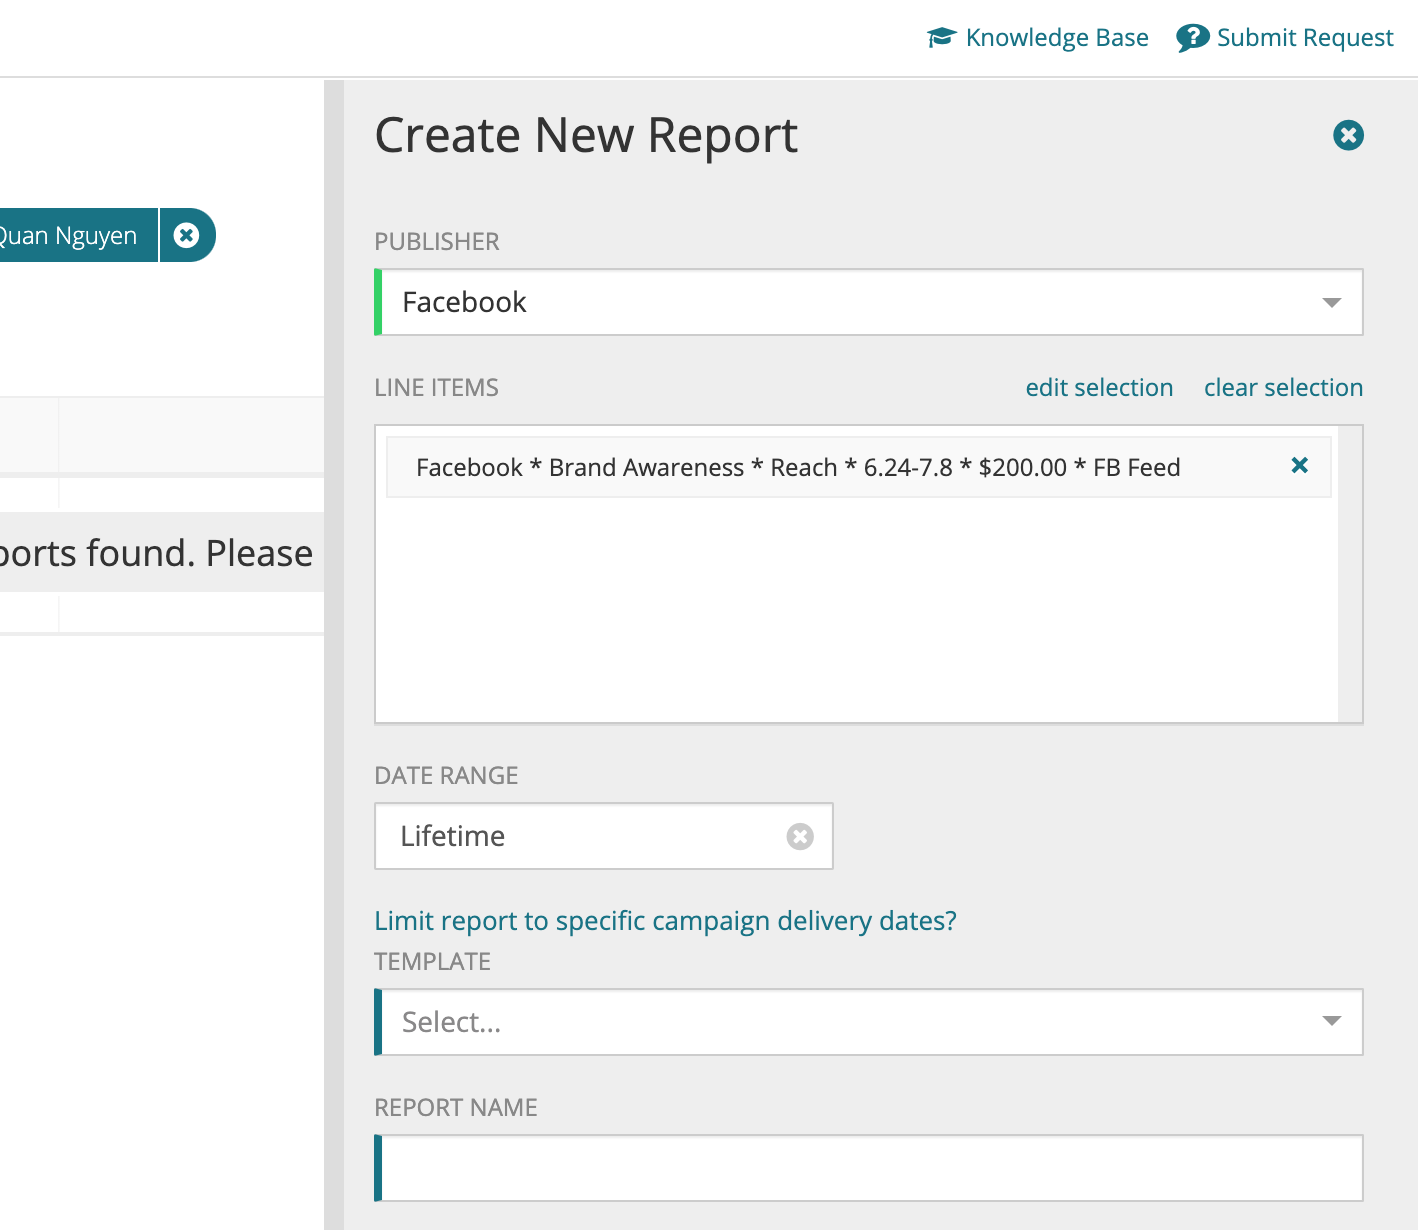 Knowledge Base
Submit Request
Create New Report
Quan Nguyen
PUBLISHER
Facebook
LINE ITEMS
edit selection
clear selection
Facebook * Brand Awareness * Reach * 6.24-7.8 * $200.00 * FB Feed
ports found. Please
DATE RANGE
Lifetime
Limit report to specific campaign delivery dates?
TEMPLATE
Select...
REPORT NAME